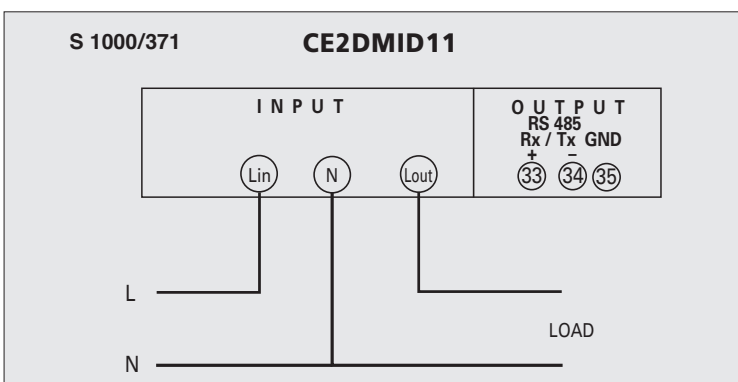 S 1000/371 CE2DMID11
INPUT OUTPUT
RS 485
Rx / Tx GND
+ –
Lin N Lout 33 34 35
L
LOAD
N